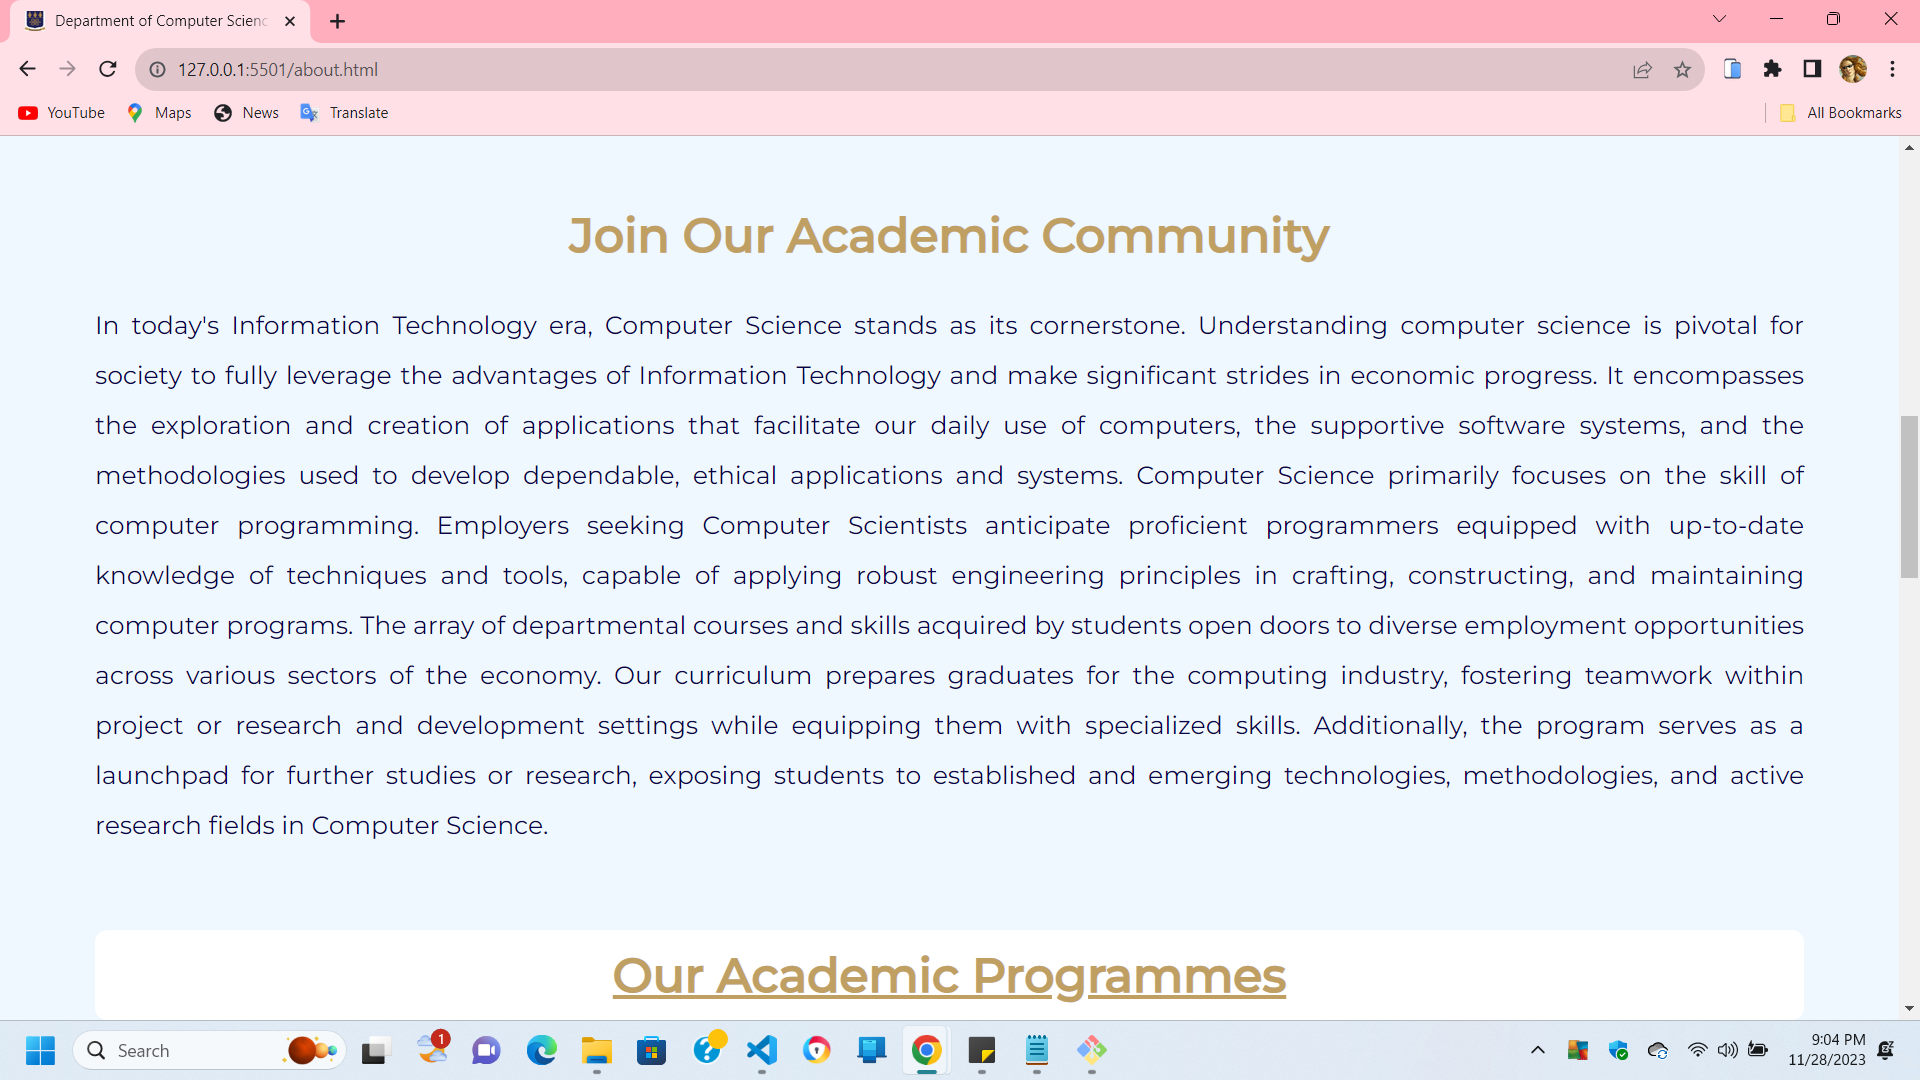 Department of Computer Scienc
127.0.0.1:5501/about.html
YouTube Maps News Translate All Bookmarks
Join Our Academic Community
In today's Information Technology era, Computer Science stands as its cornerstone. Understanding computer science is pivotal for
society to fully leverage the advantages of Information Technology and make significant strides in economic progress. It encompasses
the exploration and creation of applications that facilitate our daily use of computers, the supportive software systems, and the
methodologies used to develop dependable, ethical applications and systems. Computer Science primarily focuses on the skill of
computer programming. Employers seeking Computer Scientists anticipate proficient programmers equipped with up-to-date
knowledge of techniques and tools, capable of applying robust engineering principles in crafting, constructing, and maintaining
computer programs. The array of departmental courses and skills acquired by students open doors to diverse employment opportunities
across various sectors of the economy. Our curriculum prepares graduates for the computing industry, fostering teamwork within
project or research and development settings while equipping them with specialized skills. Additionally, the program serves as a
launchpad for further studies or research, exposing students to established and emerging technologies, methodologies, and active
research fields in Computer Science.
Our Academic Programmes
Search
1
9:04 PM
11/28/2023